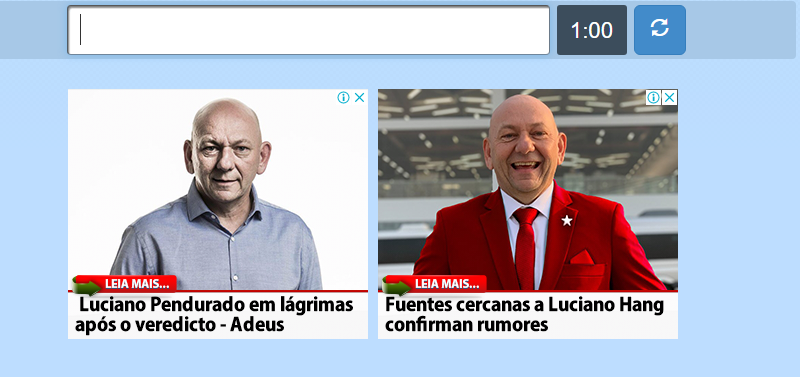 1:00
LEIA MAIS...
Luciano Pendurado em lágrimas
após o veredicto - Adeus
LEIA MAIS...
Fuentes cercanas a Luciano Hang
confirman rumores